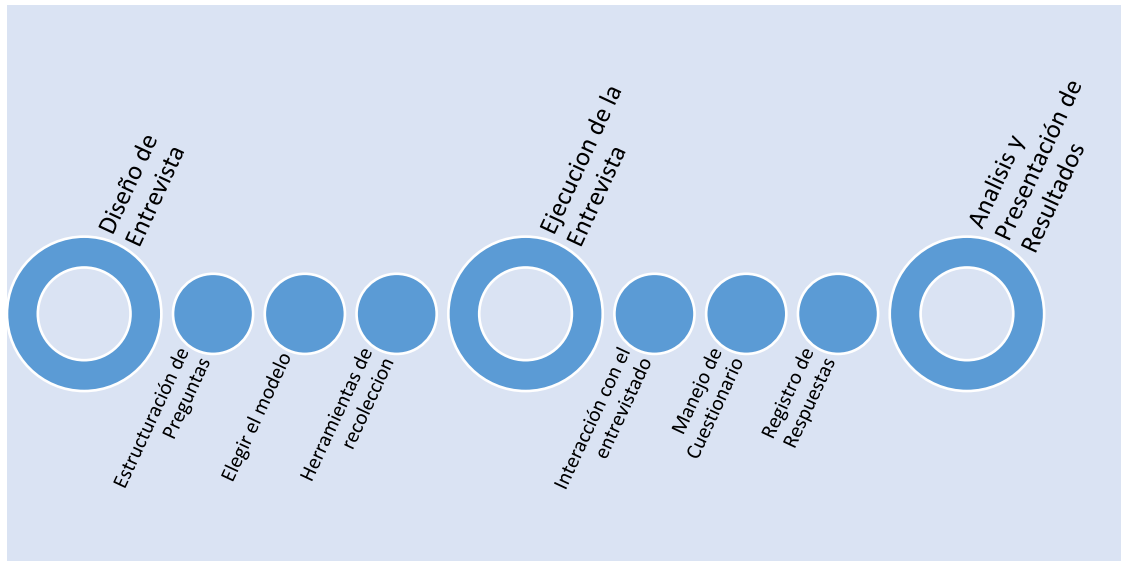 Diseño de
Entrevista
Estructuración de
Preguntas
Elegir el modelo
Herramientas de
recoleccion
Ejecucion de la
Entrevista
Interacción con el
entrevistado
Manejo de
Cuestionario
Registro de
Respuestas
Analisis y
Presentación de
Resultados